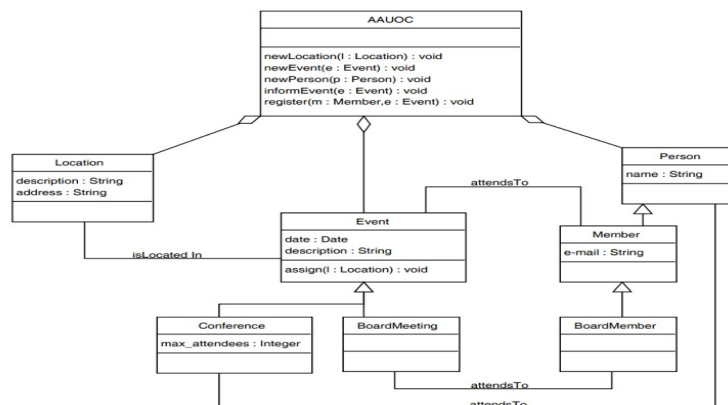 AAUOC
newLocation(l : Location) : void
newEvent(e : Event) : void
newPerson(p : Person) : void
informEvent(e : Event) : void
register(m : Member,e : Event) : void
Location
description : String
address : String
Person
name : String
attendsTo
Event
date : Date
description : String
assign(l : Location) : void
Member
e-mail : String
isLocated In
Conference
max_attendees : Integer
BoardMeeting
BoardMember
attendsTo
attendsTo